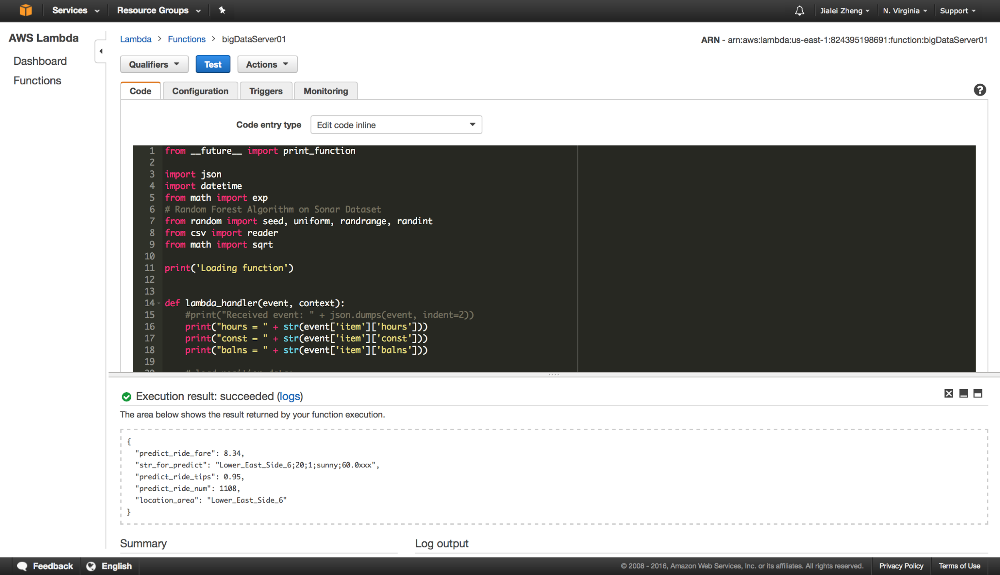 Services
Resource Groups
Jialei Zheng
N. Virginia
Support
AWS Lambda
Dashboard
Functions
Lambda > Functions > bigDataServer01
ARN - arn:aws:lambda:us-east-1:824395198691:function:bigDataServer01
Qualifiers
Test
Actions
Code
Configuration
Triggers
Monitoring
?
Code entry type
Edit code inline
1 from __future__ import print_function
2
3 import json
4 import datetime
5 from math import exp
6 # Random Forest Algorithm on Sonar Dataset
7 from random import seed, uniform, randrange, randint
8 from csv import reader
9 from math import sqrt
10
11 print('Loading function')
12
13
14 def lambda_handler(event, context):
15 #print("Received event: " + json.dumps(event, indent=2))
16 print("hours = " + str(event['item']['hours']))
17 print("const = " + str(event['item']['const']))
18 print("balns = " + str(event['item']['balns']))
19
20 # load position data:
Execution result: succeeded (logs)
The area below shows the result returned by your function execution.
{
"predict_ride_fare": 8.34,
"str_for_predict": "Lower_East_Side_6;20;1;sunny;60.0xxx",
"predict_ride_tips": 0.95,
"predict_ride_num": 1108,
"location_area": "Lower_East_Side_6"
}
Summary
Log output
Feedback
English
© 2008 - 2016, Amazon Web Services, Inc. or its affiliates. All rights reserved.
Privacy Policy
Terms of Use